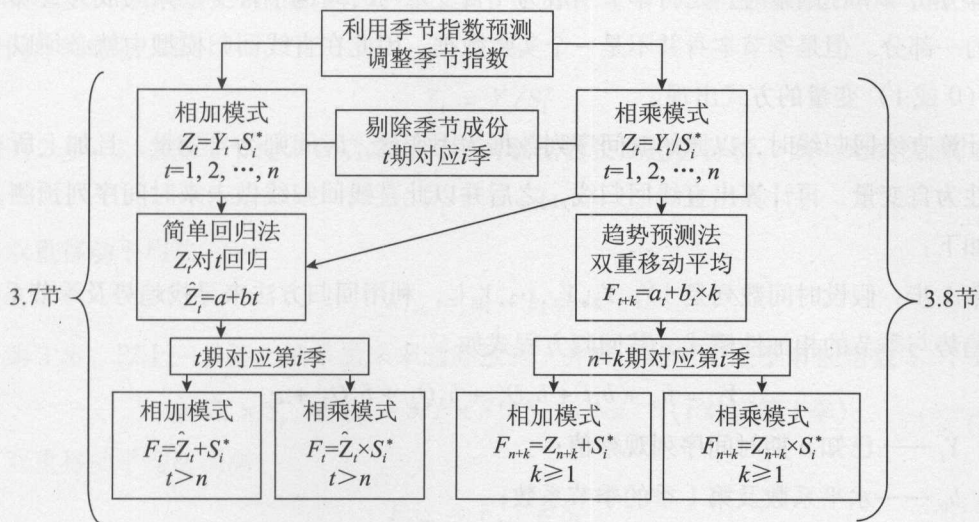 利用季节指数预测
调整季节指数
相加模式
Z_t=Y_t-S_i^*
t=1, 2, …, n
剔除季节成份
t期对应i季
相乘模式
Z_t=Y_t/S_i^*
t=1, 2, …, n
简单回归法
Z_t对t回归
Ẑ_t=a+bt
趋势预测法
双重移动平均
F_{t+k}=a_t+b_t×k
3.7节
3.8节
t期对应第i季
n+k期对应第i季
相加模式
F_t=Ẑ_t+S_i^*
t>n
相乘模式
F_t=Ẑ_t×S_i^*
t>n
相加模式
F_{n+k}=Z_{n+k}+S_i^*
k≥1
相乘模式
F_{n+k}=Z_{n+k}×S_i^*
k≥1